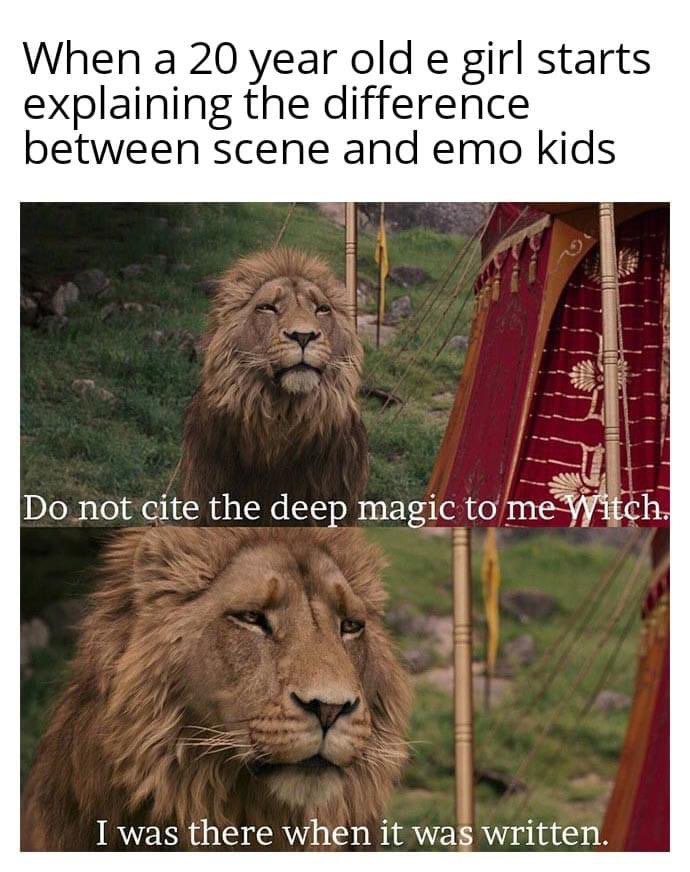 When a 20 year old e girl starts
explaining the difference
between scene and emo kids
Do not cite the deep magic to me Witch.
I was there when it was written.